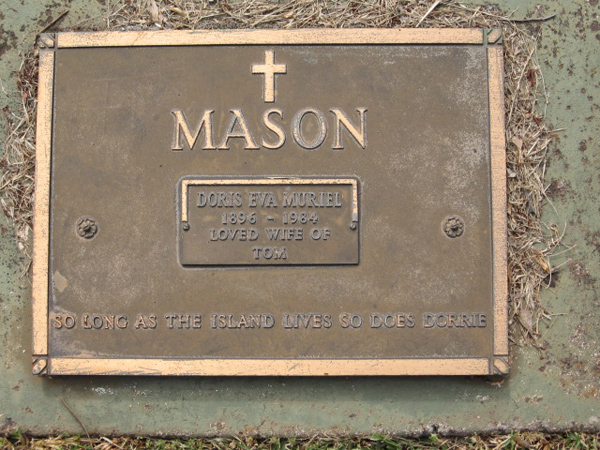 MASON
DORIS EVA MURIEL
1896 - 1984
LOVED WIFE OF
TOM
SO LONG AS THE ISLAND LIVES SO DOES DORRIE